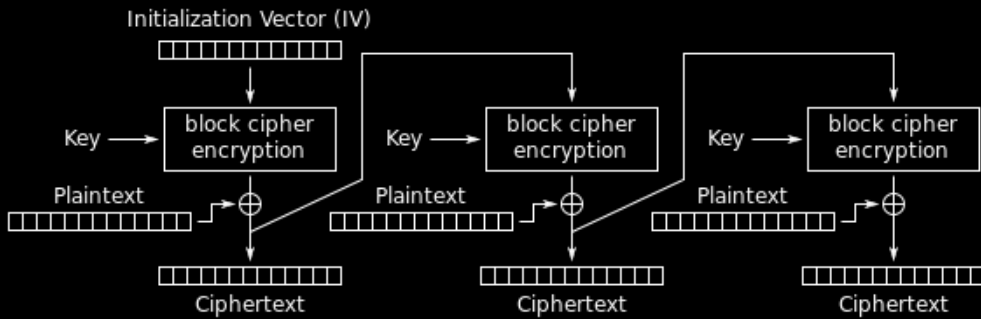 Initialization Vector (IV)
Key
block cipher
encryption
Key
block cipher
encryption
Key
block cipher
encryption
Plaintext
Plaintext
Plaintext
Ciphertext
Ciphertext
Ciphertext